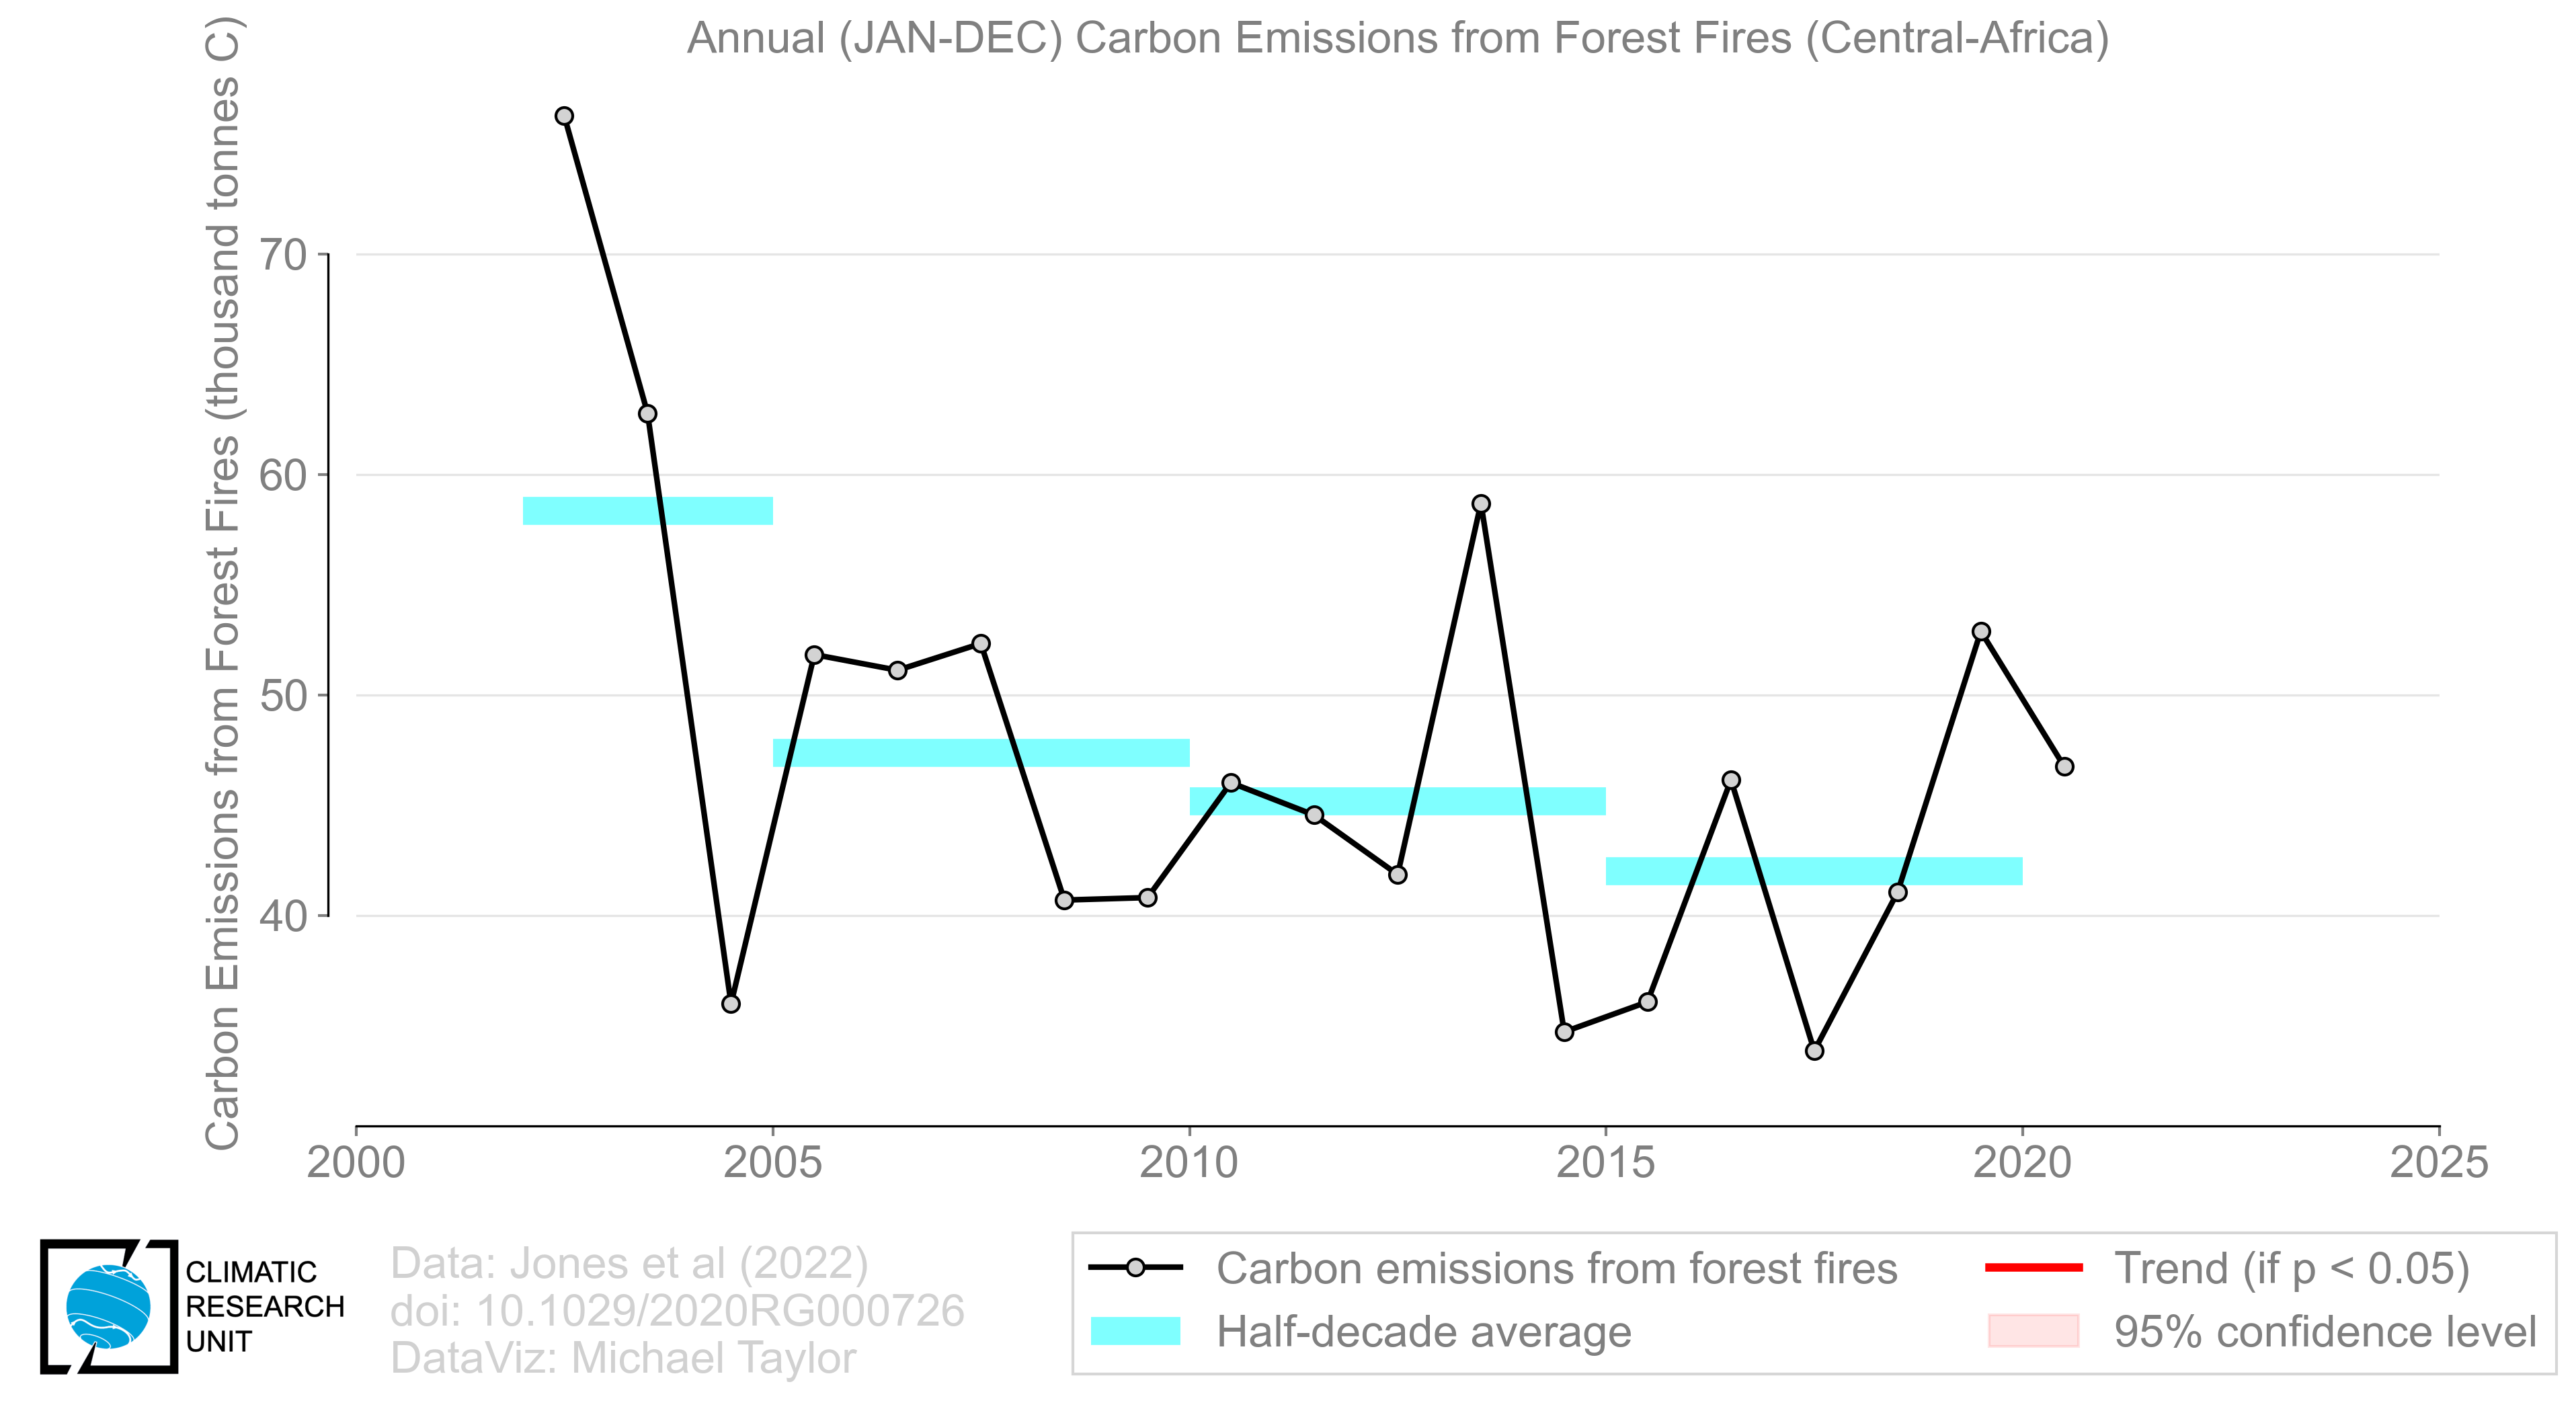 Annual (JAN-DEC) Carbon Emissions from Forest Fires (Central-Africa)
Carbon Emissions from Forest Fires (thousand tonnes C)
70
60
50
40
2000 2005 2010 2015 2020 2025
CLIMATIC
RESEARCH
UNIT
Data: Jones et al (2022)
doi: 10.1029/2020RG000726
DataViz: Michael Taylor
Carbon emissions from forest fires
Half-decade average
Trend (if p < 0.05)
95% confidence level